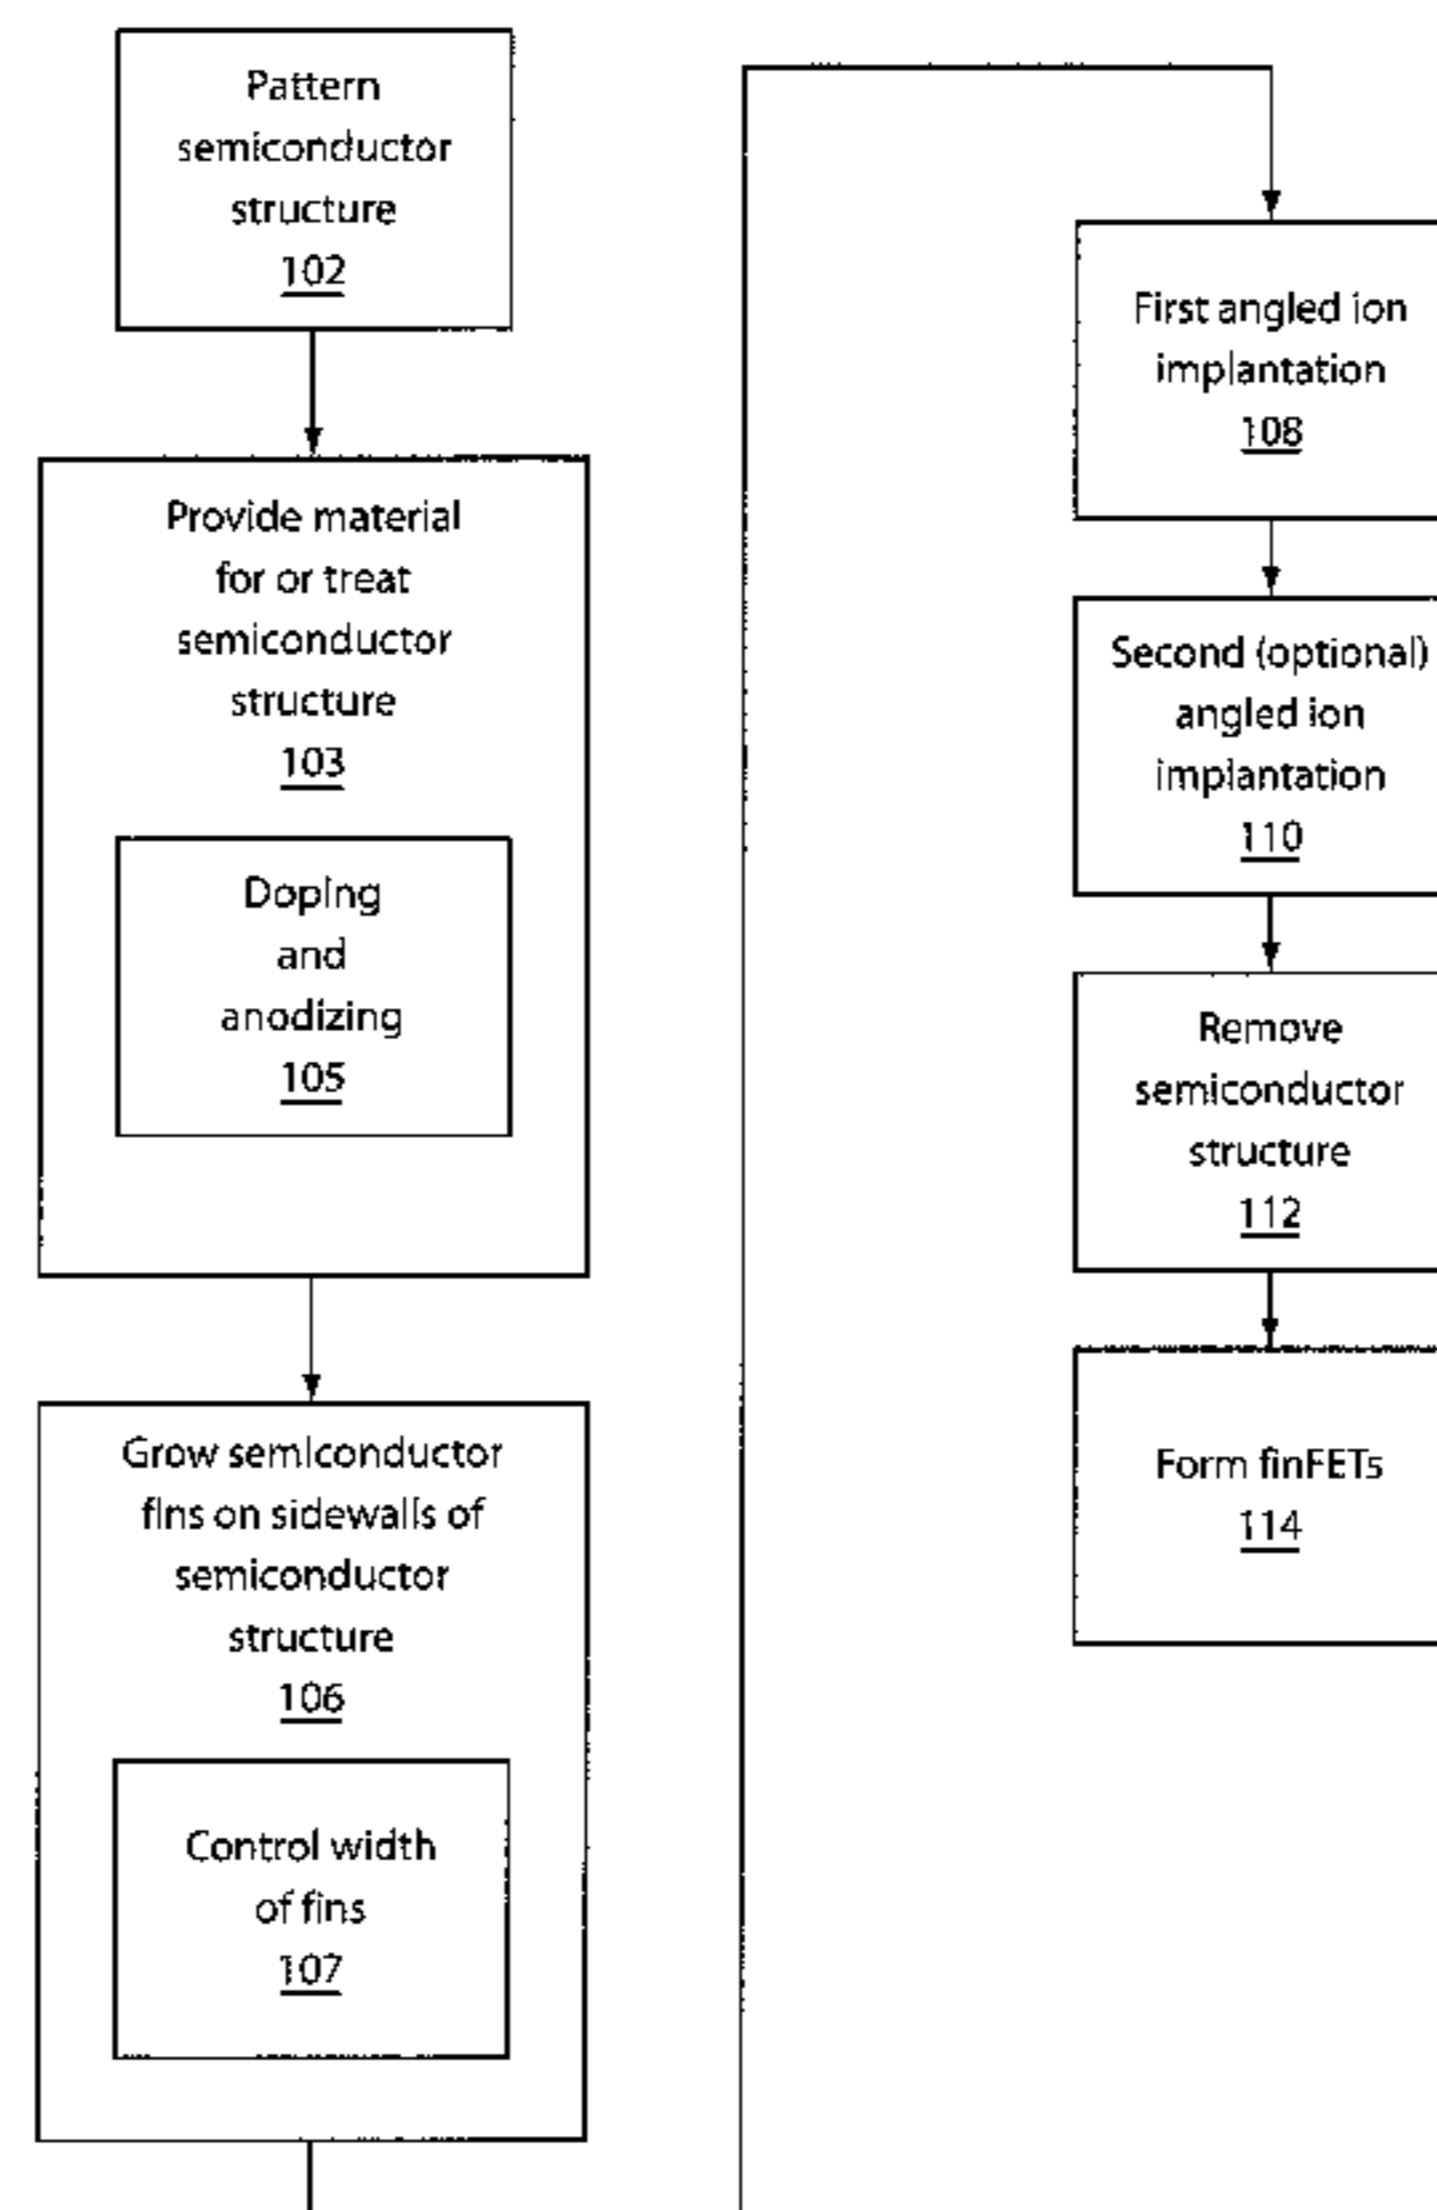 Pattern
semiconductor
structure
102
Provide material
for or treat
semiconductor
structure
103
Doping
and
anodizing
105
Grow semiconductor
fins on sidewalls of
semiconductor
structure
106
Control width
of fins
107
First angled ion
implantation
108
Second (optional)
angled ion
implantation
110
Remove
semiconductor
structure
112
Form finFETs
114